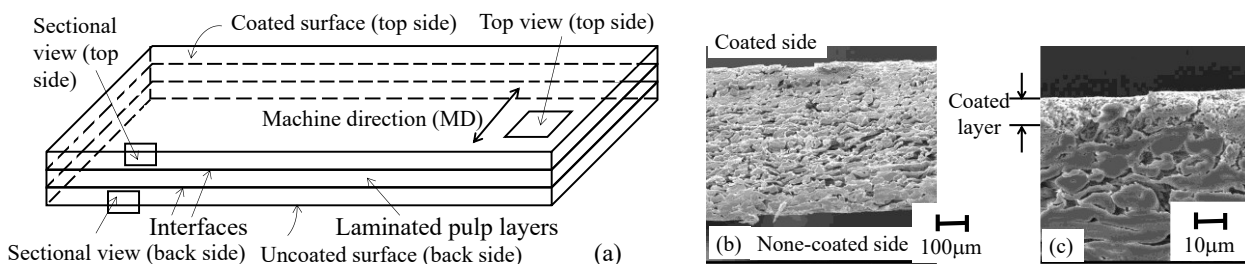 Sectional
view (top
side)
Coated surface (top side)
Top view (top side)
Machine direction (MD)
Interfaces
Laminated pulp layers
Sectional view (back side)
Uncoated surface (back side)
(a)
Coated side
(b)
None-coated side
100μm
Coated
layer
(c)
10μm